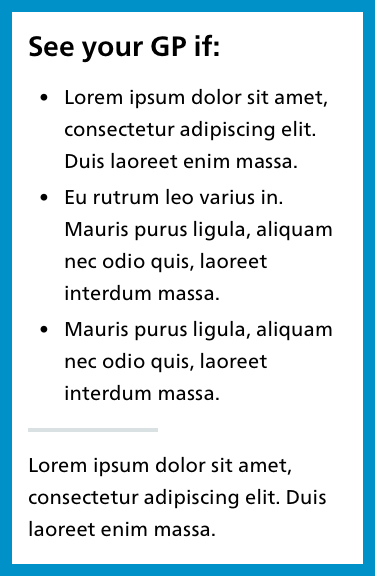 See your GP if:
• Lorem ipsum dolor sit amet,
consectetur adipiscing elit.
Duis laoreet enim massa.
• Eu rutrum leo varius in.
Mauris purus ligula, aliquam
nec odio quis, laoreet
interdum massa.
• Mauris purus ligula, aliquam
nec odio quis, laoreet
interdum massa.
Lorem ipsum dolor sit amet,
consectetur adipiscing elit. Duis
laoreet enim massa.